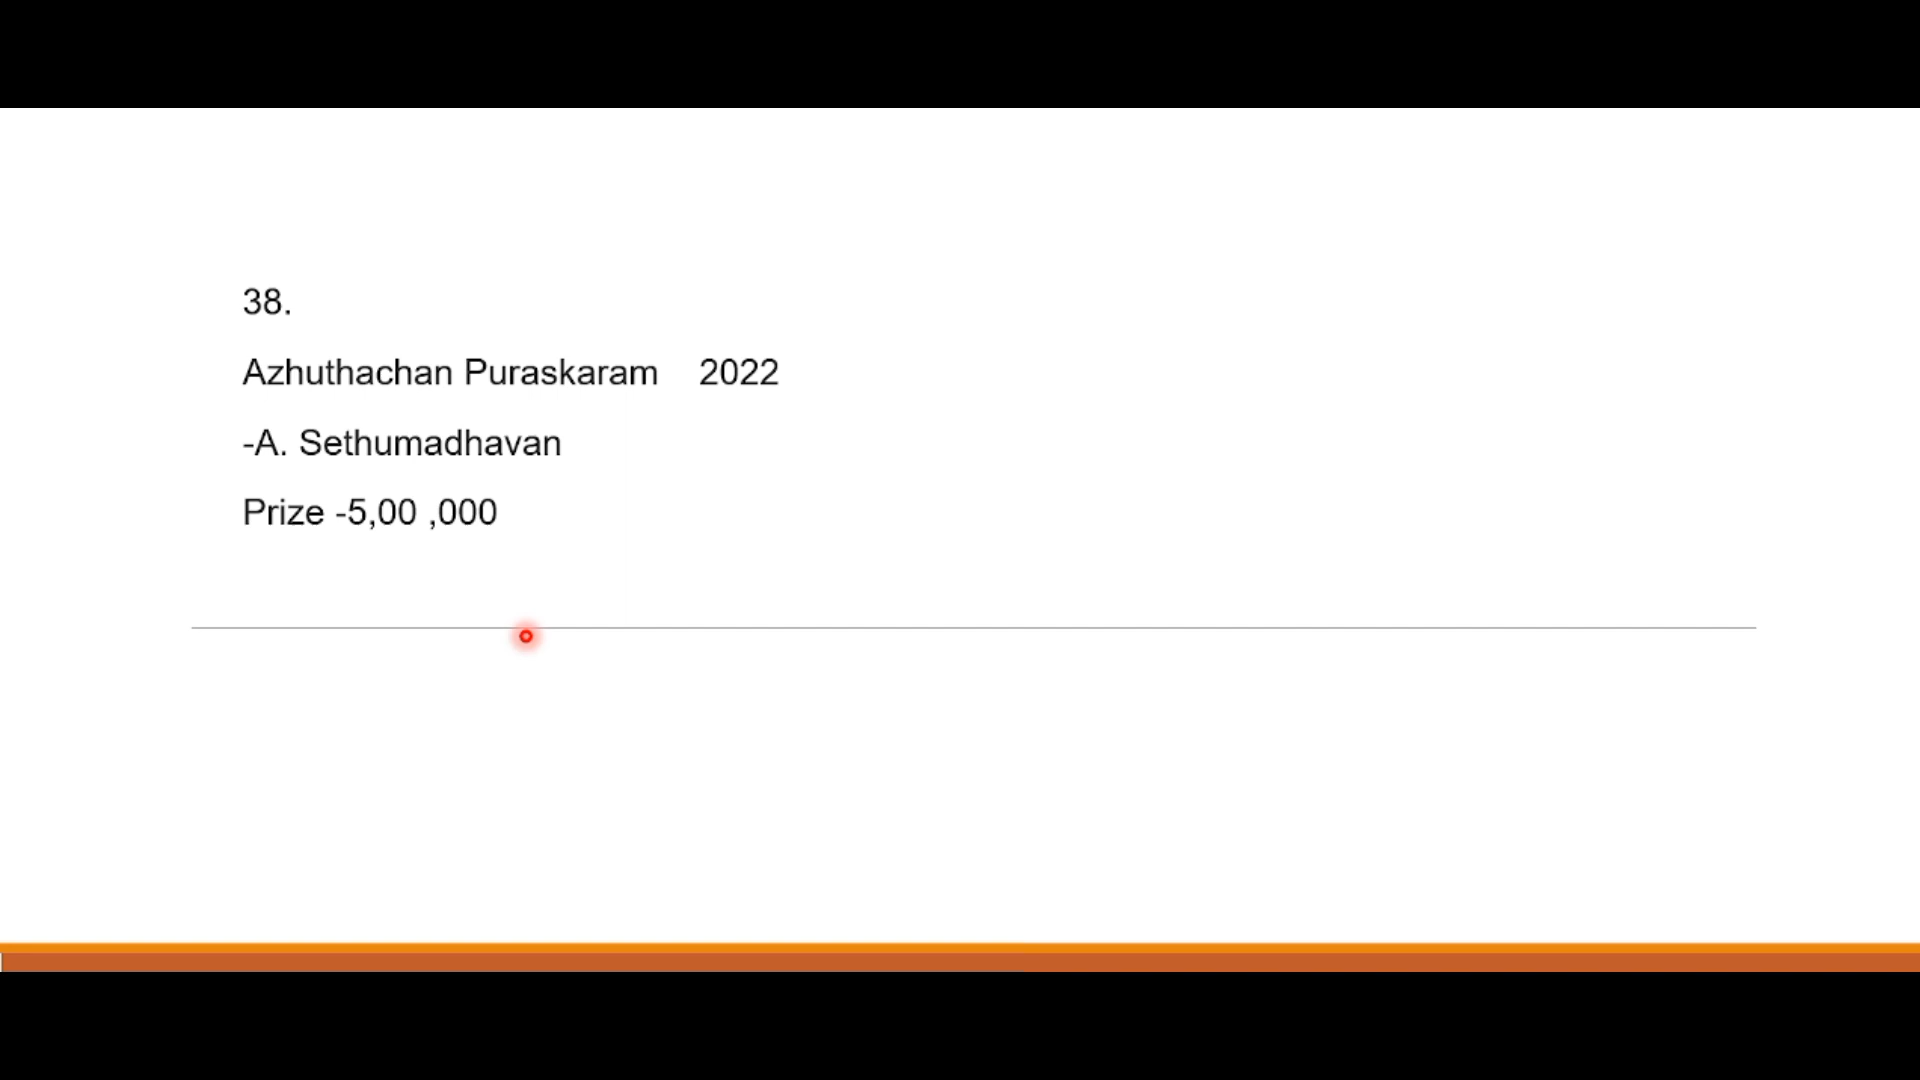 38.
Azhuthachan Puraskaram 2022
-A. Sethumadhavan
Prize -5,00 ,000